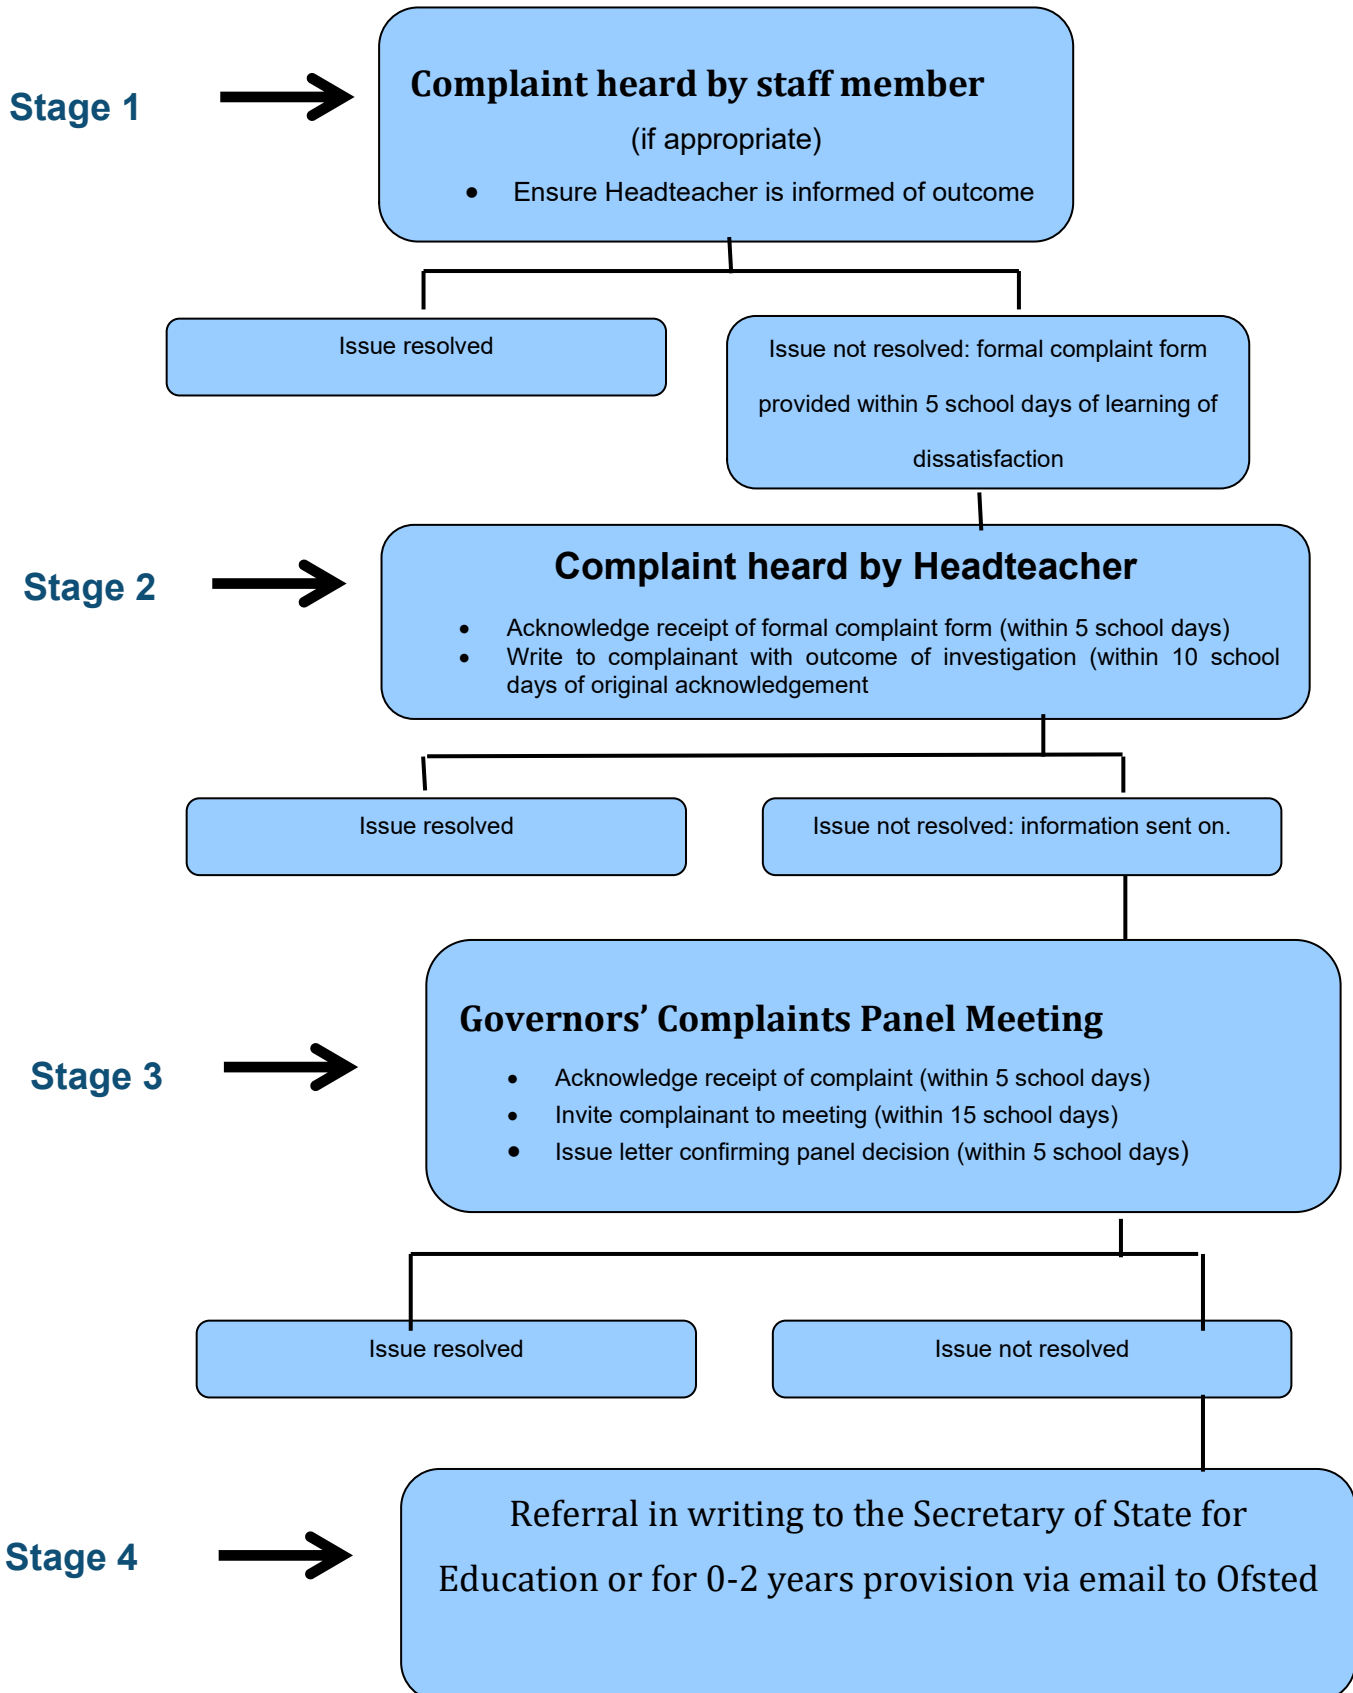 Stage 1
Complaint heard by staff member
(if appropriate)
• Ensure Headteacher is informed of outcome
Issue resolved
Issue not resolved: formal complaint form
provided within 5 school days of learning of
dissatisfaction
Stage 2
Complaint heard by Headteacher
• Acknowledge receipt of formal complaint form (within 5 school days)
• Write to complainant with outcome of investigation (within 10 school
days of original acknowledgement
Issue resolved
Issue not resolved: information sent on.
Stage 3
Governors’ Complaints Panel Meeting
• Acknowledge receipt of complaint (within 5 school days)
• Invite complainant to meeting (within 15 school days)
• Issue letter confirming panel decision (within 5 school days)
Issue resolved
Issue not resolved
Stage 4
Referral in writing to the Secretary of State for
Education or for 0-2 years provision via email to Ofsted